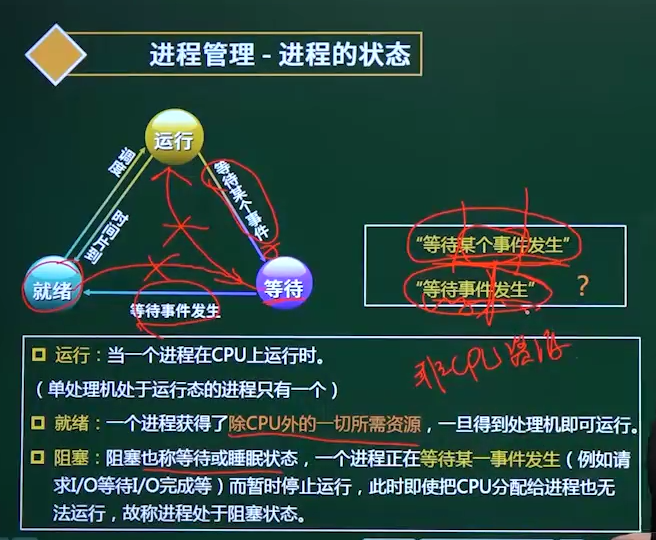 进程管理 - 进程的状态
运行
调度
时间片到
等待某个事件
就绪
等待
等待事件发生
“等待某个事件发生”
“等待事件发生”
?
非CPU资源
运行：当一个进程在CPU上运行时。
（单处理机处于运行态的进程只有一个）
就绪：一个进程获得了除CPU外的一切所需资源，一旦得到处理机即可运行。
阻塞：阻塞也称等待或睡眠状态，一个进程正在等待某一事件发生（例如请
求I/O等待I/O完成等）而暂时停止运行，此时即使把CPU分配给进程也无
法运行，故称进程处于阻塞状态。